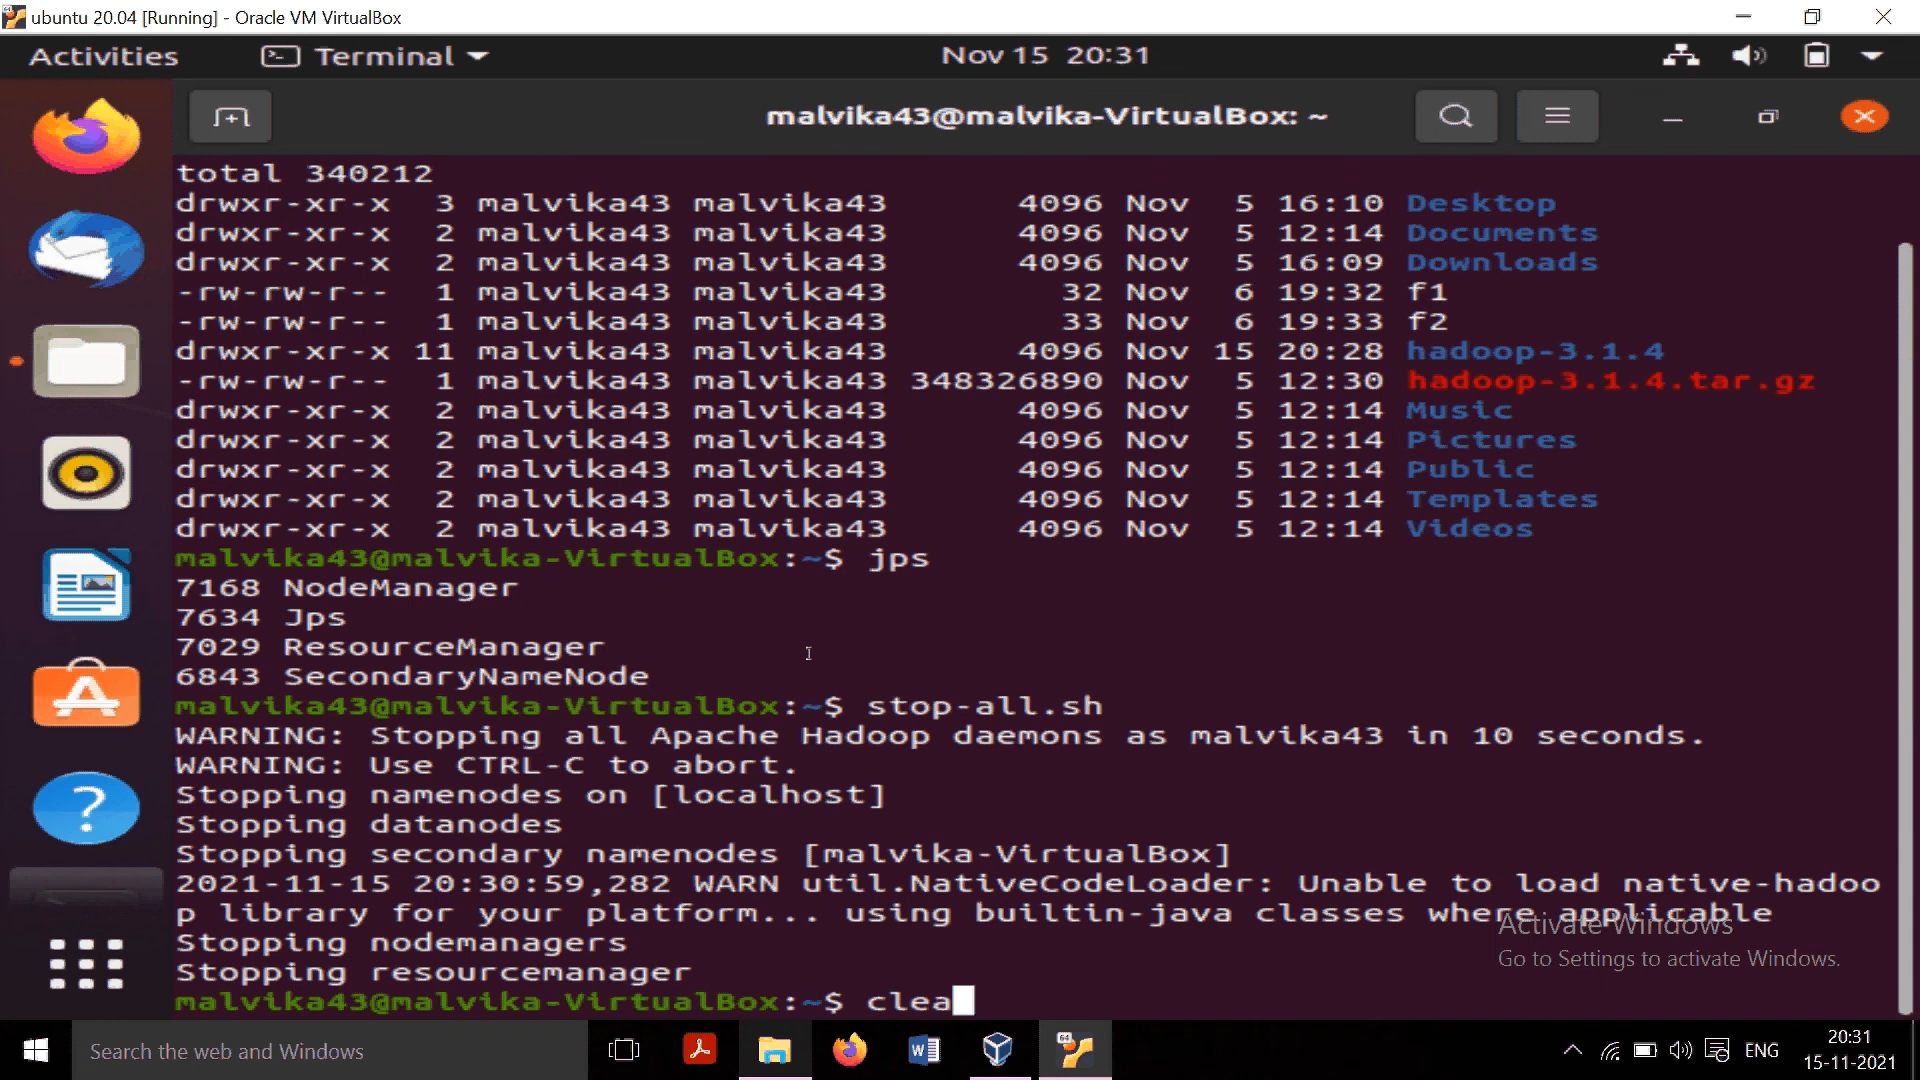 ubuntu 20.04 [Running] - Oracle VM VirtualBox
Activities Terminal Nov 15 20:31
malvika43@malvika-VirtualBox: ~
total 340212
drwxr-xr-x 3 malvika43 malvika43 4096 Nov 5 16:10 Desktop
drwxr-xr-x 2 malvika43 malvika43 4096 Nov 5 12:14 Documents
drwxr-xr-x 2 malvika43 malvika43 4096 Nov 5 16:09 Downloads
-rw-rw-r-- 1 malvika43 malvika43 32 Nov 6 19:32 f1
-rw-rw-r-- 1 malvika43 malvika43 33 Nov 6 19:33 f2
drwxr-xr-x 11 malvika43 malvika43 4096 Nov 15 20:28 hadoop-3.1.4
-rw-rw-r-- 1 malvika43 malvika43 348326890 Nov 5 12:30 hadoop-3.1.4.tar.gz
drwxr-xr-x 2 malvika43 malvika43 4096 Nov 5 12:14 Music
drwxr-xr-x 2 malvika43 malvika43 4096 Nov 5 12:14 Pictures
drwxr-xr-x 2 malvika43 malvika43 4096 Nov 5 12:14 Public
drwxr-xr-x 2 malvika43 malvika43 4096 Nov 5 12:14 Templates
drwxr-xr-x 2 malvika43 malvika43 4096 Nov 5 12:14 Videos
malvika43@malvika-VirtualBox:~$ jps
7168 NodeManager
7634 Jps
7029 ResourceManager
6843 SecondaryNameNode
malvika43@malvika-VirtualBox:~$ stop-all.sh
WARNING: Stopping all Apache Hadoop daemons as malvika43 in 10 seconds.
WARNING: Use CTRL-C to abort.
Stopping namenodes on [localhost]
Stopping datanodes
Stopping secondary namenodes [malvika-VirtualBox]
2021-11-15 20:30:59,282 WARN util.NativeCodeLoader: Unable to load native-hadoo
p library for your platform... using builtin-java classes where applicable
Stopping nodemanagers
Stopping resourcemanager
malvika43@malvika-VirtualBox:~$ clea
Activate Windows
Go to Settings to activate Windows.
Search the web and Windows
64
ENG
20:31
15-11-2021